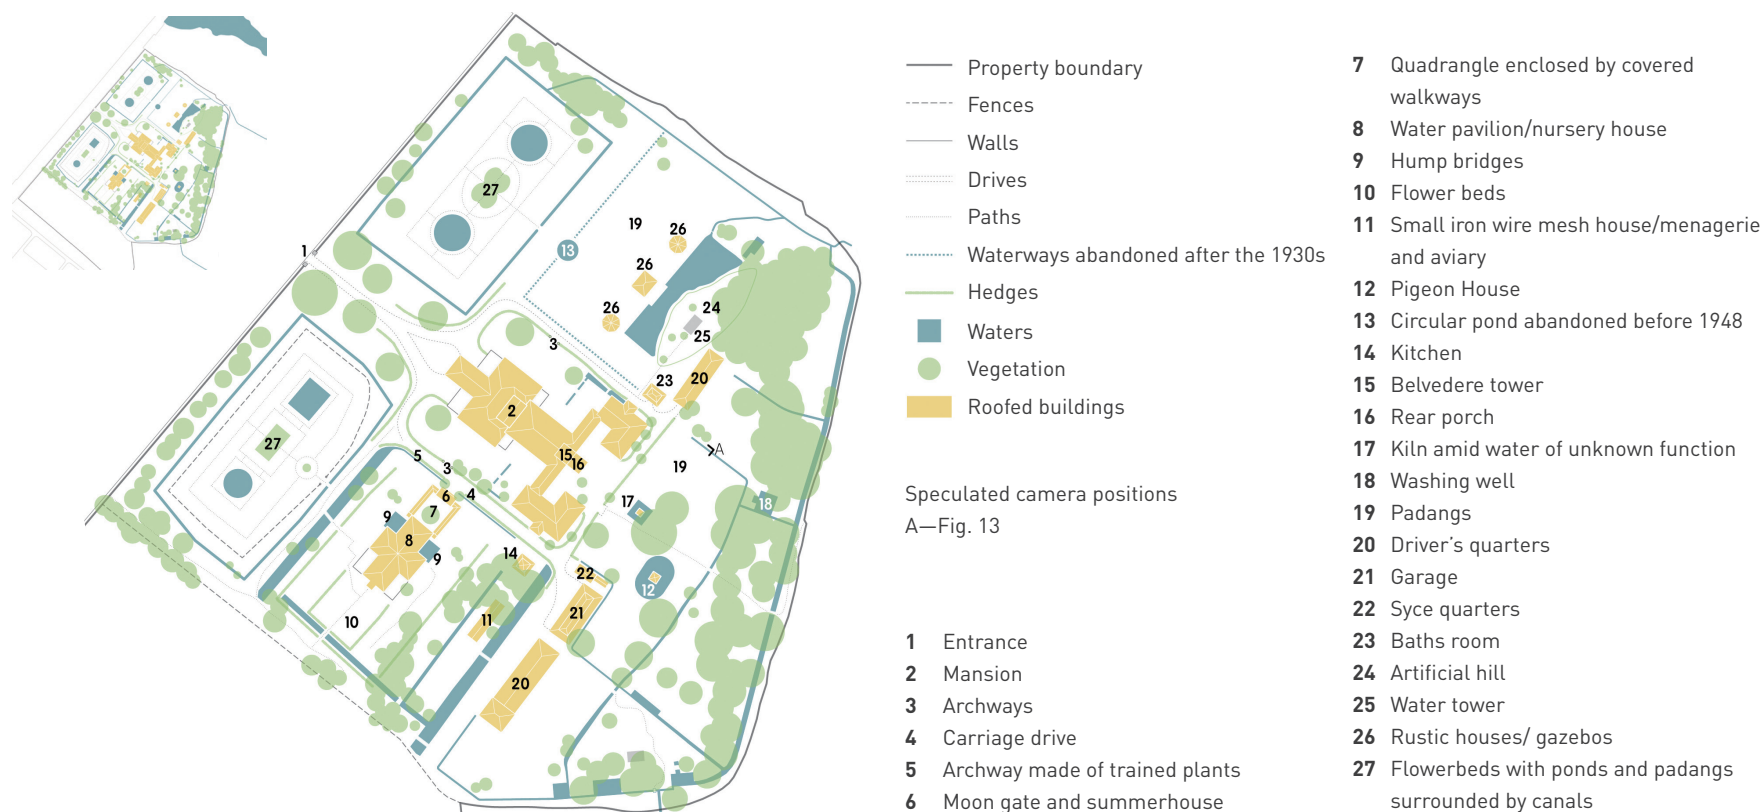 1
27
13
19
26
26
26
24
25
3
23
20
2
15
16
A
19
27
5
3
4
6
7
9
8
9
17
18
14
22
12
21
11
10
20
Property boundary
Fences
Walls
Drives
Paths
Waterways abandoned after the 1930s
Hedges
Waters
Vegetation
Roofed buildings
Speculated camera positions
A—Fig. 13
1 Entrance
2 Mansion
3 Archways
4 Carriage drive
5 Archway made of trained plants
6 Moon gate and summerhouse
7 Quadrangle enclosed by covered
walkways
8 Water pavilion/nursery house
9 Hump bridges
10 Flower beds
11 Small iron wire mesh house/menagerie
and aviary
12 Pigeon House
13 Circular pond abandoned before 1948
14 Kitchen
15 Belvedere tower
16 Rear porch
17 Kiln amid water of unknown function
18 Washing well
19 Padangs
20 Driver’s quarters
21 Garage
22 Syce quarters
23 Baths room
24 Artificial hill
25 Water tower
26 Rustic houses/ gazebos
27 Flowerbeds with ponds and padangs
surrounded by canals